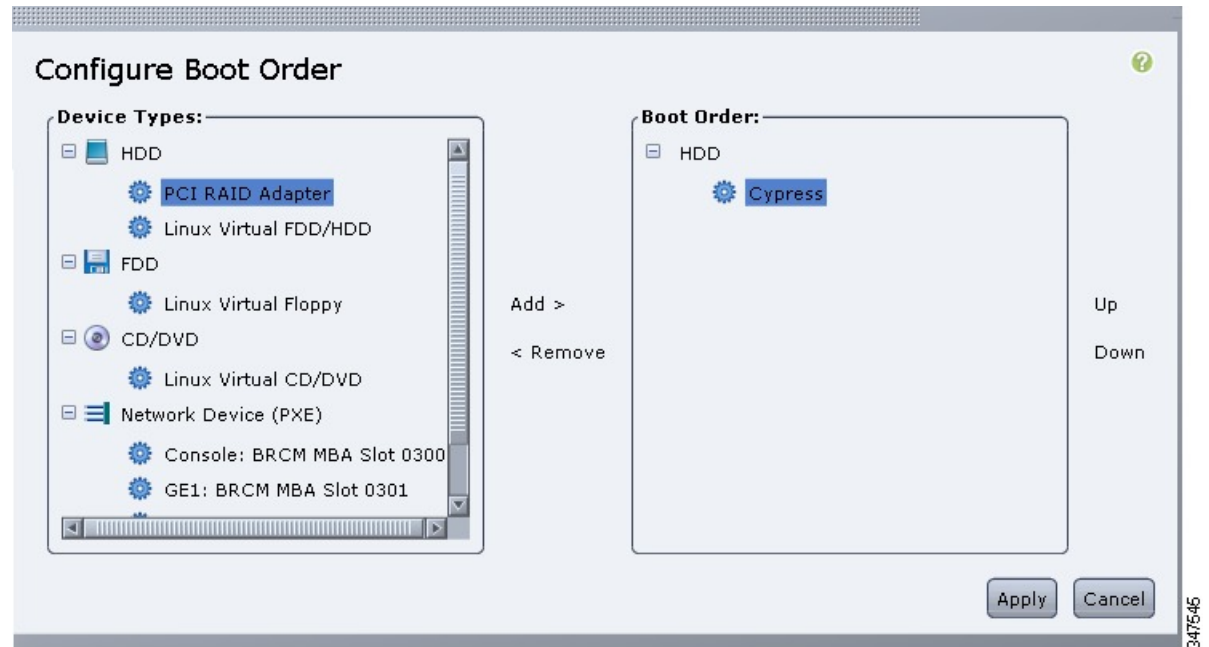 Configure Boot Order
Device Types:
HDD
PCI RAID Adapter
Linux Virtual FDD/HDD
FDD
Linux Virtual Floppy
CD/DVD
Linux Virtual CD/DVD
Network Device (PXE)
Console: BRCM MBA Slot 0300
GE1: BRCM MBA Slot 0301
Add >
< Remove
Boot Order:
HDD
Cypress
Up
Down
Apply
Cancel
347546